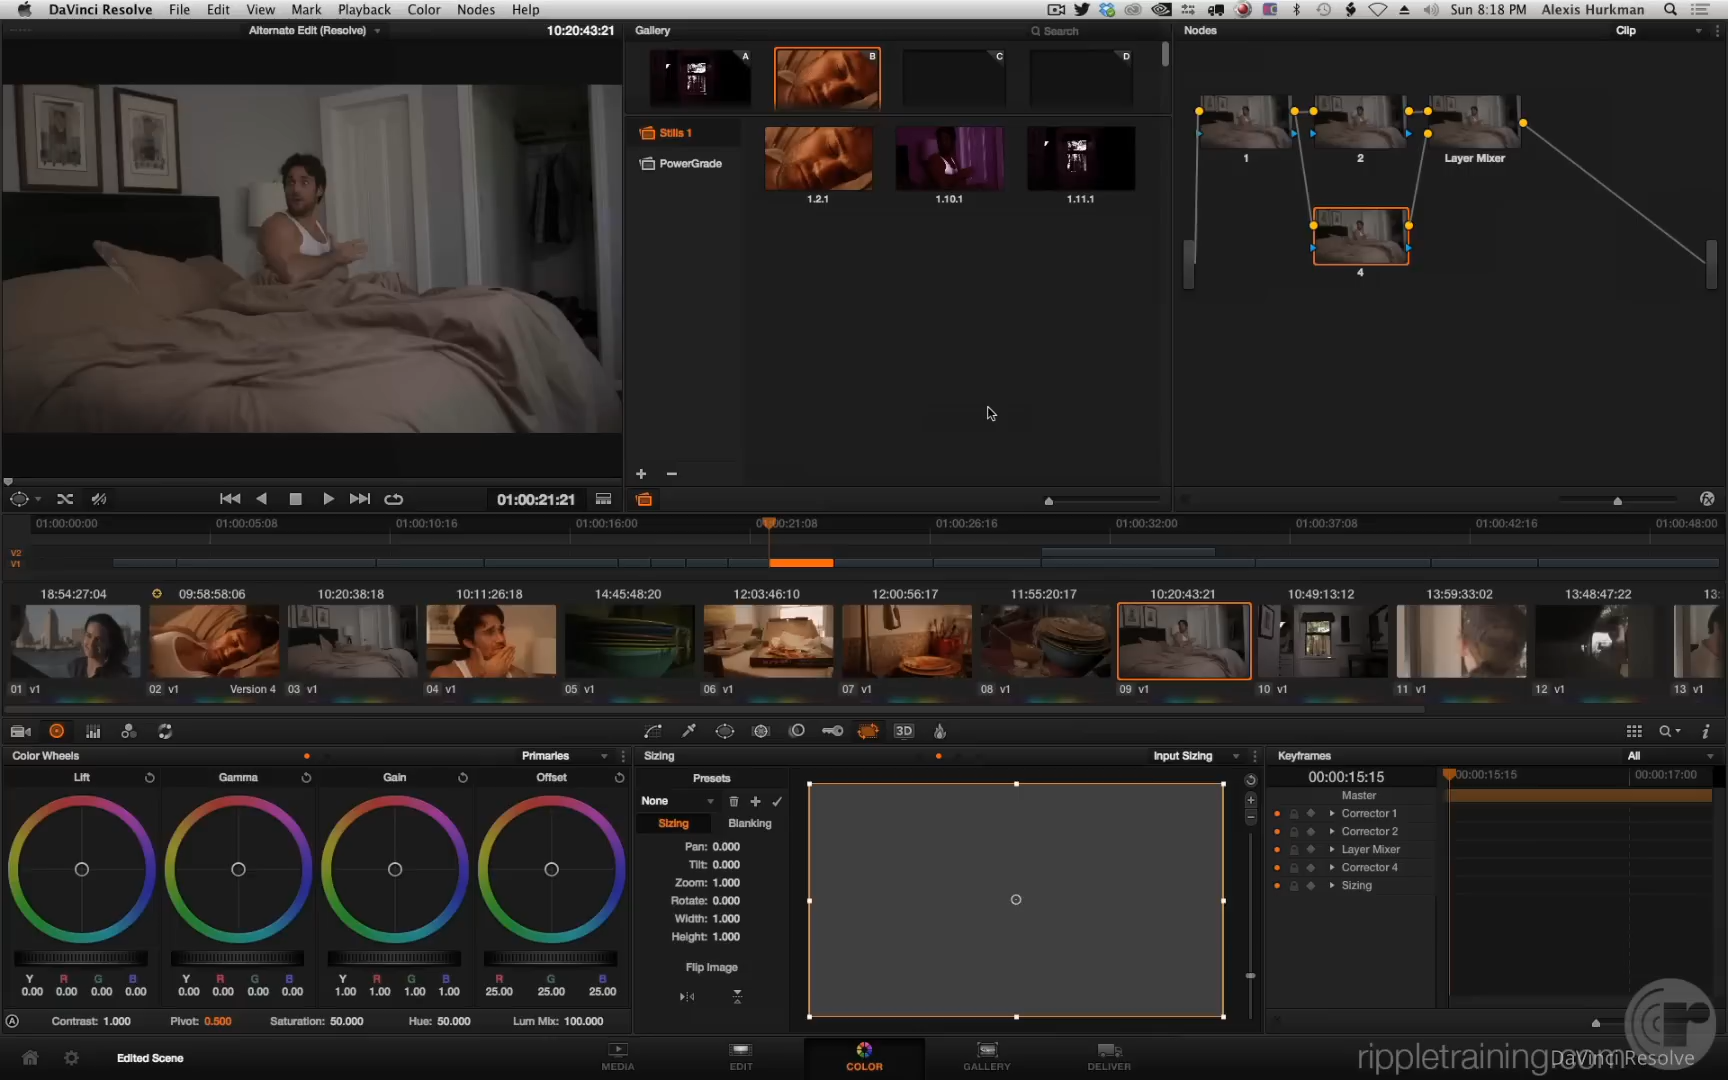 DaVinci Resolve File Edit View Mark Playback Color Nodes Help Sun 8:18 PM Alexis Hurkman
Alternate Edit (Resolve) 10:20:43:21 Gallery Search Nodes Clip
A B C D
Stills 1
PowerGrade
1.2.1 1.10.1 1.11.1
1 2 Layer Mixer
4
01:00:21:21
01:00:00:00 01:00:05:08 01:00:10:16 01:00:16:00 01:00:21:08 01:00:26:16 01:00:32:00 01:00:37:08 01:00:42:16 01:00:48:00
V2
V1
18:54:27:04 09:58:58:06 10:20:38:18 10:11:26:18 14:45:48:20 12:03:46:10 12:00:56:17 11:55:20:17 10:20:43:21 10:49:13:12 13:59:33:02 13:48:47:22 13:
01 v1 02 v1 Version 4 03 v1 04 v1 05 v1 06 v1 07 v1 08 v1 09 v1 10 v1 11 v1 12 v1 13 v1
3D
Color Wheels Primaries Sizing Input Sizing Keyframes All
Lift Gamma Gain Offset
Presets
None
Sizing Blanking
Pan: 0.000
Tilt: 0.000
Zoom: 1.000
Rotate: 0.000
Width: 1.000
Height: 1.000
Flip Image
00:00:15:15 00:00:15:15 00:00:17:00
Master
Corrector 1
Corrector 2
Layer Mixer
Corrector 4
Sizing
Y R G B Y R G B Y R G B R G B
0.00 0.00 0.00 0.00 0.00 0.00 0.00 0.00 1.00 1.00 1.00 1.00 25.00 25.00 25.00
A Contrast: 1.000 Pivot: 0.500 Saturation: 50.000 Hue: 50.000 Lum Mix: 100.000
Edited Scene MEDIA EDIT COLOR GALLERY DELIVER
rippletraining.com
DaVinci Resolve